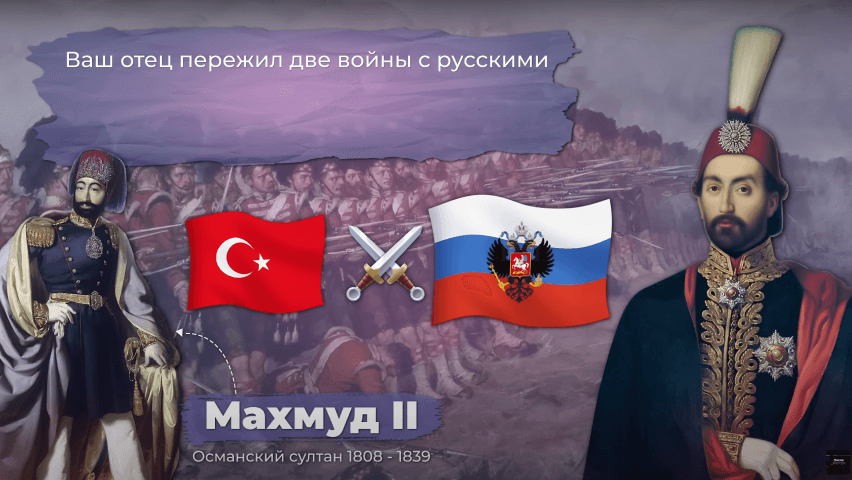 Ваш отец пережил две войны с русскими
Махмуд II
Османский султан 1808 - 1839